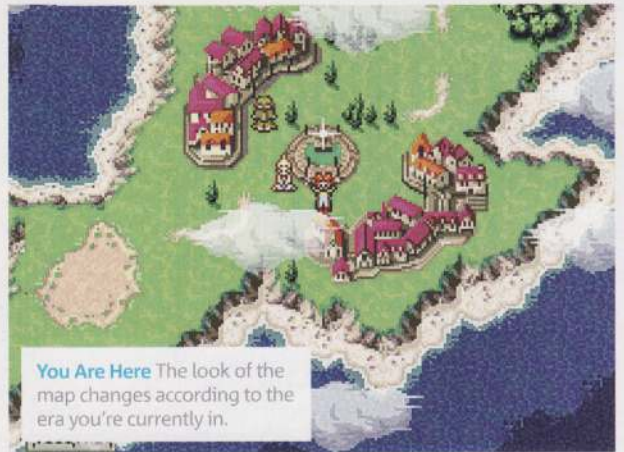 You Are Here The look of the
map changes according to the
era you're currently in.